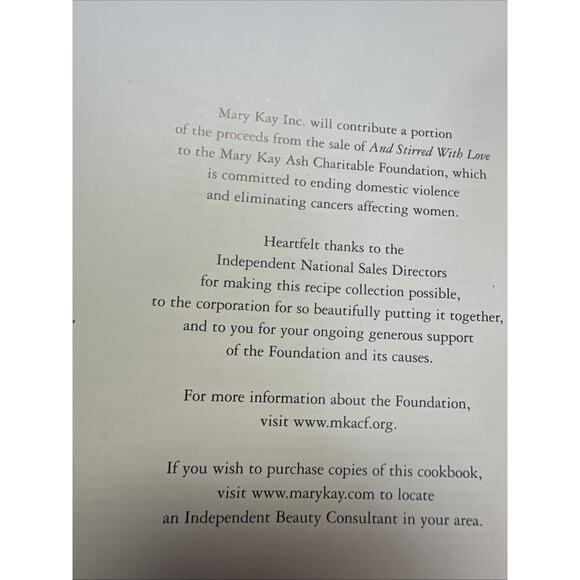 Mary Kay Inc. will contribute a portion
of the proceeds from the sale of And Stirred With Love
to the Mary Kay Ash Charitable Foundation, which
is committed to ending domestic violence
and eliminating cancers affecting women.
Heartfelt thanks to the
Independent National Sales Directors
for making this recipe collection possible,
to the corporation for so beautifully putting it together,
and to you for your ongoing generous support
of the Foundation and its causes.
For more information about the Foundation,
visit www.mkacf.org.
If you wish to purchase copies of this cookbook,
visit www.marykay.com to locate
an Independent Beauty Consultant in your area.